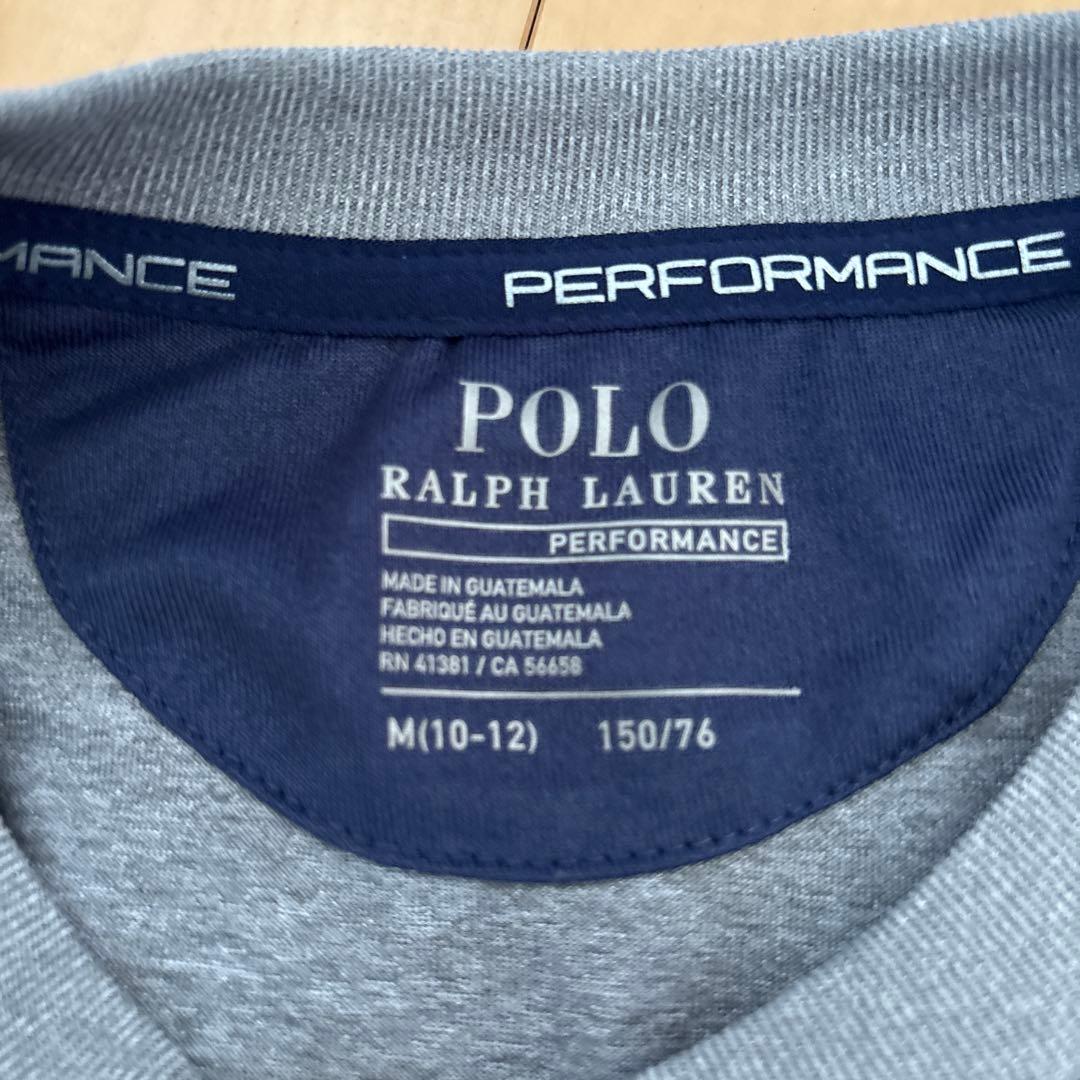 MANCE PERFORMANCE
POLO
RALPH LAUREN
PERFORMANCE
MADE IN GUATEMALA
FABRIQUÉ AU GUATEMALA
HECHO EN GUATEMALA
RN 41381 / CA 56658
M(10-12) 150/76